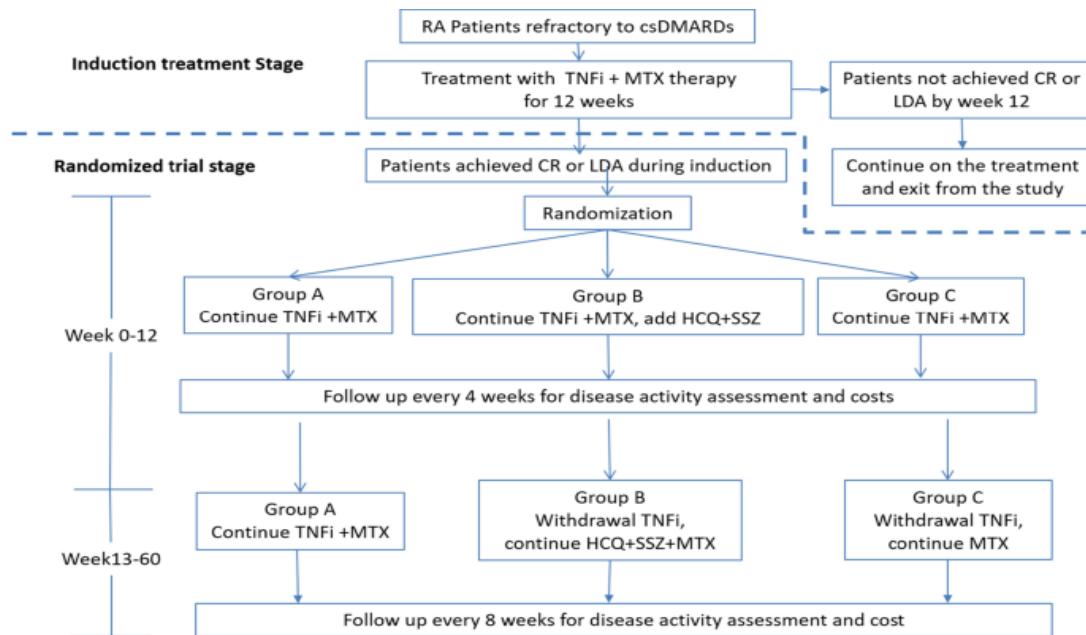 RA Patients refractory to csDMARDs
Induction treatment Stage
Treatment with TNFi + MTX therapy
for 12 weeks
Patients not achieved CR or
LDA by week 12
Randomized trial stage
Patients achieved CR or LDA during induction
Continue on the treatment
and exit from the study
Randomization
Week 0-12
Group A
Continue TNFi +MTX
Group B
Continue TNFi +MTX, add HCQ+SSZ
Group C
Continue TNFi +MTX
Follow up every 4 weeks for disease activity assessment and costs
Week13-60
Group A
Continue TNFi +MTX
Group B
Withdrawal TNFi,
continue HCQ+SSZ+MTX
Group C
Withdrawal TNFi,
continue MTX
Follow up every 8 weeks for disease activity assessment and cost